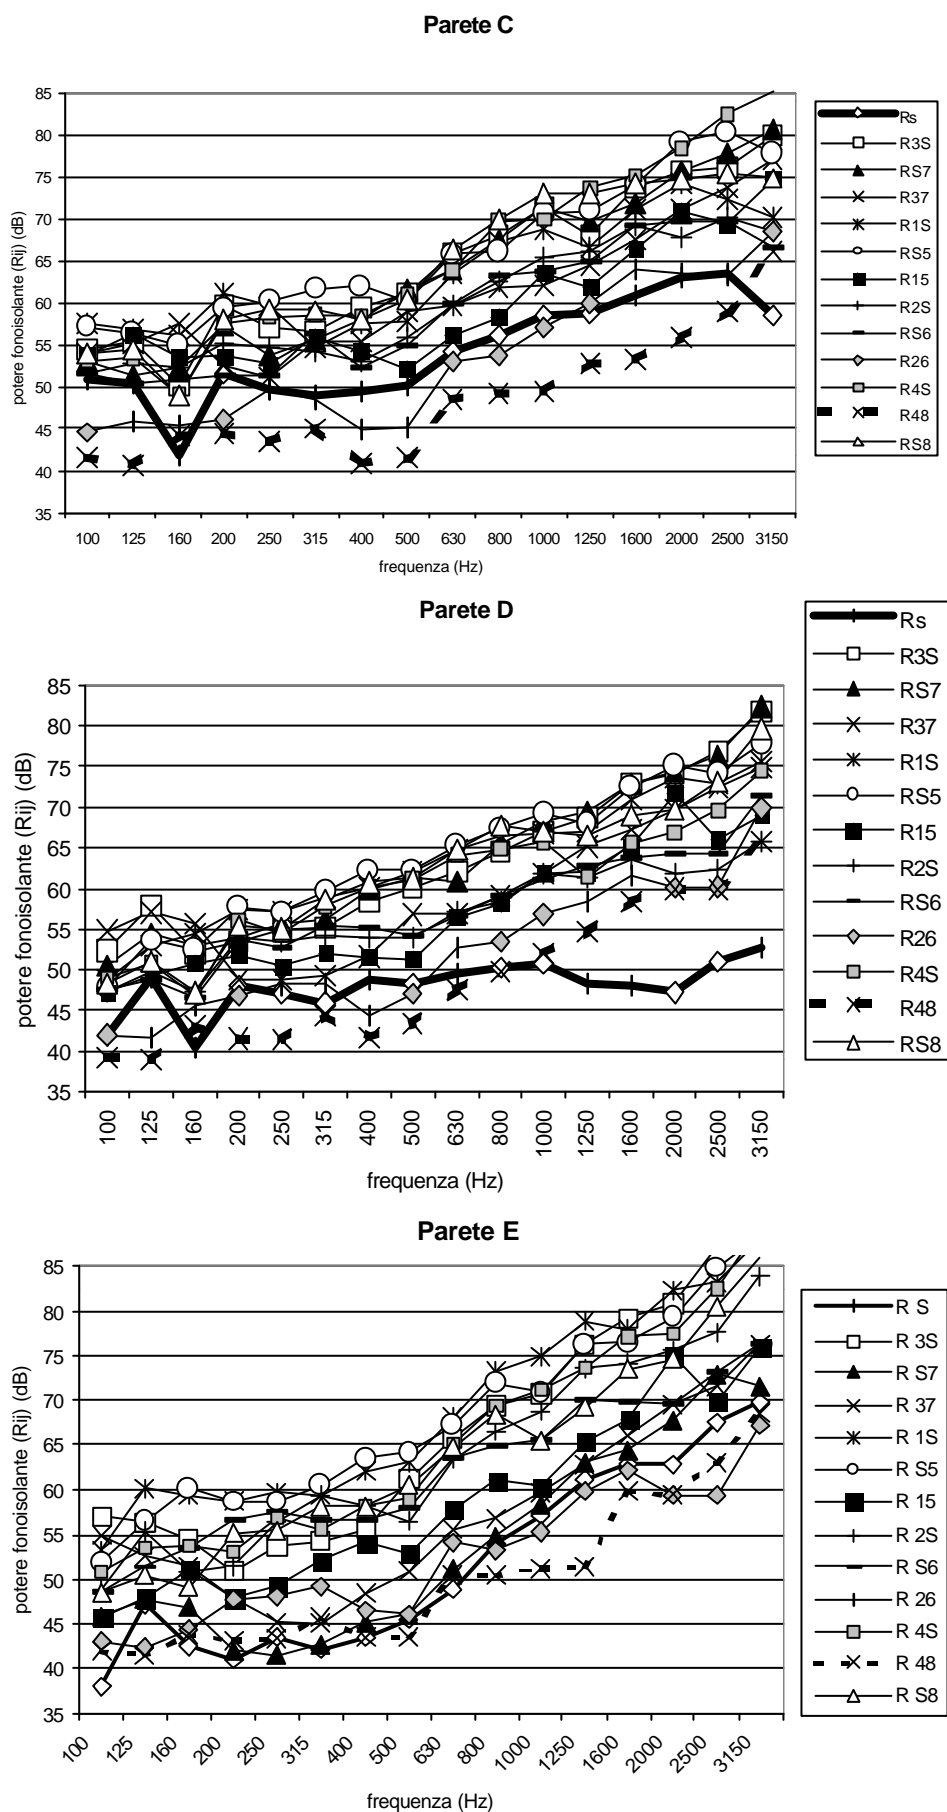 Parete C
potere fonoisolante (Rij) (dB)
85
80
75
70
65
60
55
50
45
40
35
100 125 160 200 250 315 400 500 630 800 1000 1250 1600 2000 2500 3150
frequenza (Hz)
Rs
R3S
RS7
R37
R1S
RS5
R15
R2S
RS6
R26
R4S
R48
RS8
Parete D
potere fonoisolante (Rij) (dB)
85
80
75
70
65
60
55
50
45
40
35
100 125 160 200 250 315 400 500 630 800 1000 1250 1600 2000 2500 3150
frequenza (Hz)
Rs
R3S
RS7
R37
R1S
RS5
R15
R2S
RS6
R26
R4S
R48
RS8
Parete E
potere fonoisolante (Rij) (dB)
85
80
75
70
65
60
55
50
45
40
35
100 125 160 200 250 315 400 500 630 800 1000 1250 1600 2000 2500 3150
frequenza (Hz)
R S
R 3S
R S7
R 37
R 1S
R S5
R 15
R 2S
R S6
R 26
R 4S
R 48
R S8